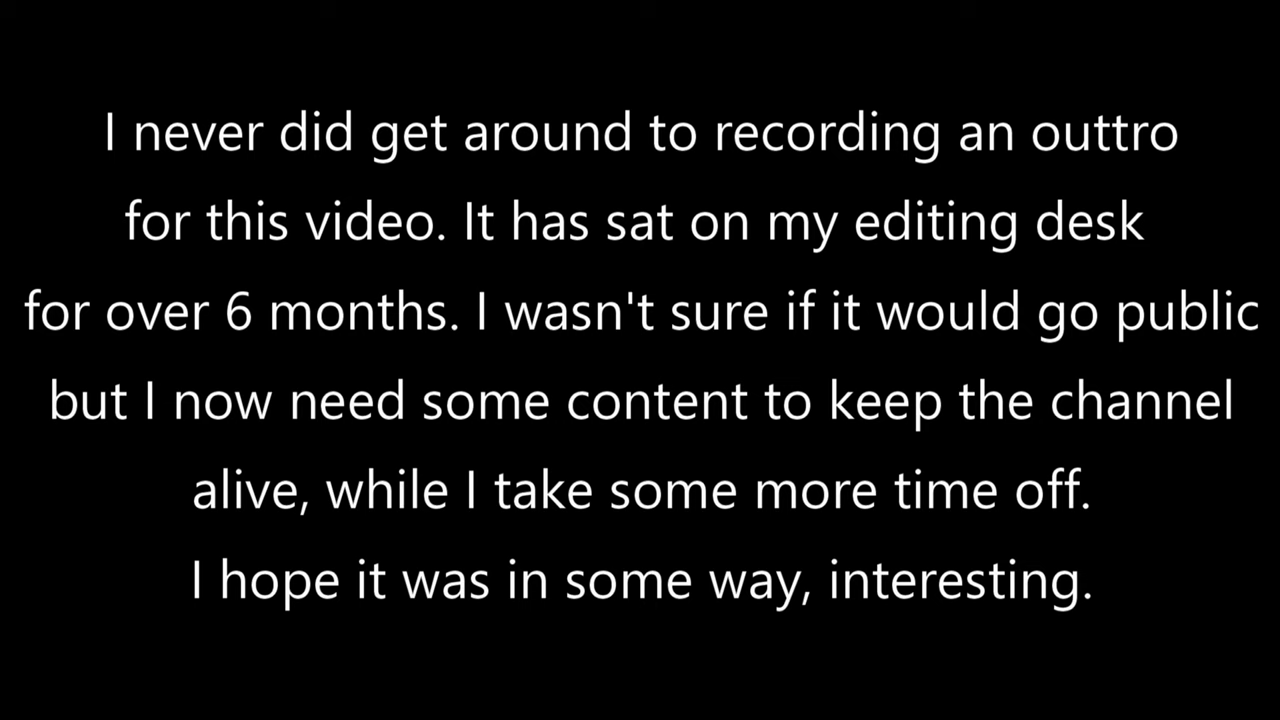 I never did get around to recording an outtro
for this video. It has sat on my editing desk
for over 6 months. I wasn't sure if it would go public
but I now need some content to keep the channel
alive, while I take some more time off.
I hope it was in some way, interesting.